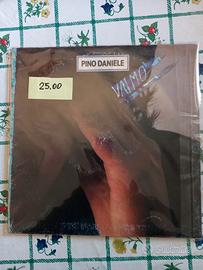 PINO DANIELE
VAI MO'
25.00